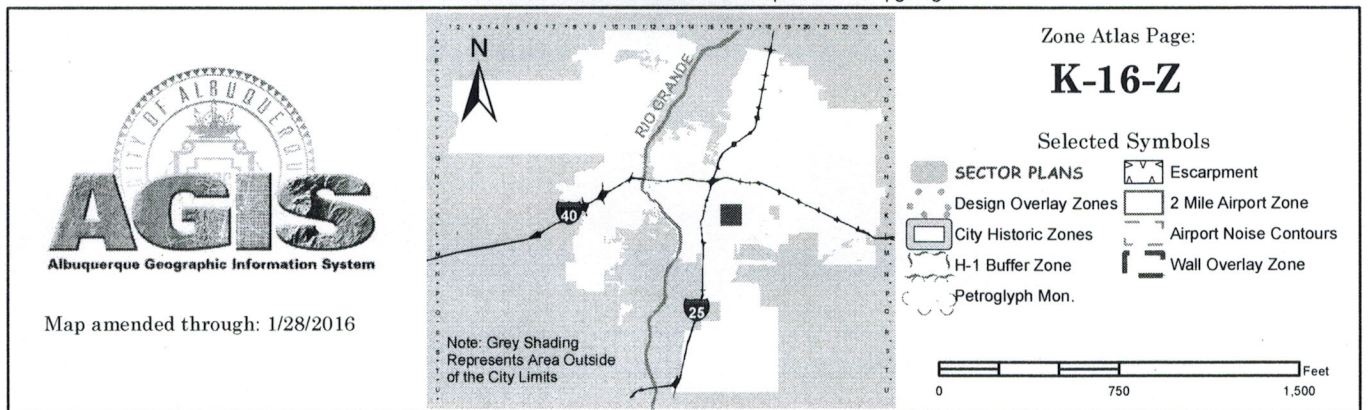 CITY OF ALBUQUERQUE
AGIS
Albuquerque Geographic Information System
Map amended through: 1/28/2016
N
RIO GRANDE
40
25
Note: Grey Shading
Represents Area Outside
of the City Limits
Zone Atlas Page:
K-16-Z
Selected Symbols
SECTOR PLANS
Escarpment
Design Overlay Zones
2 Mile Airport Zone
City Historic Zones
Airport Noise Contours
H-1 Buffer Zone
Wall Overlay Zone
Petroglyph Mon.
Feet
0 750 1,500